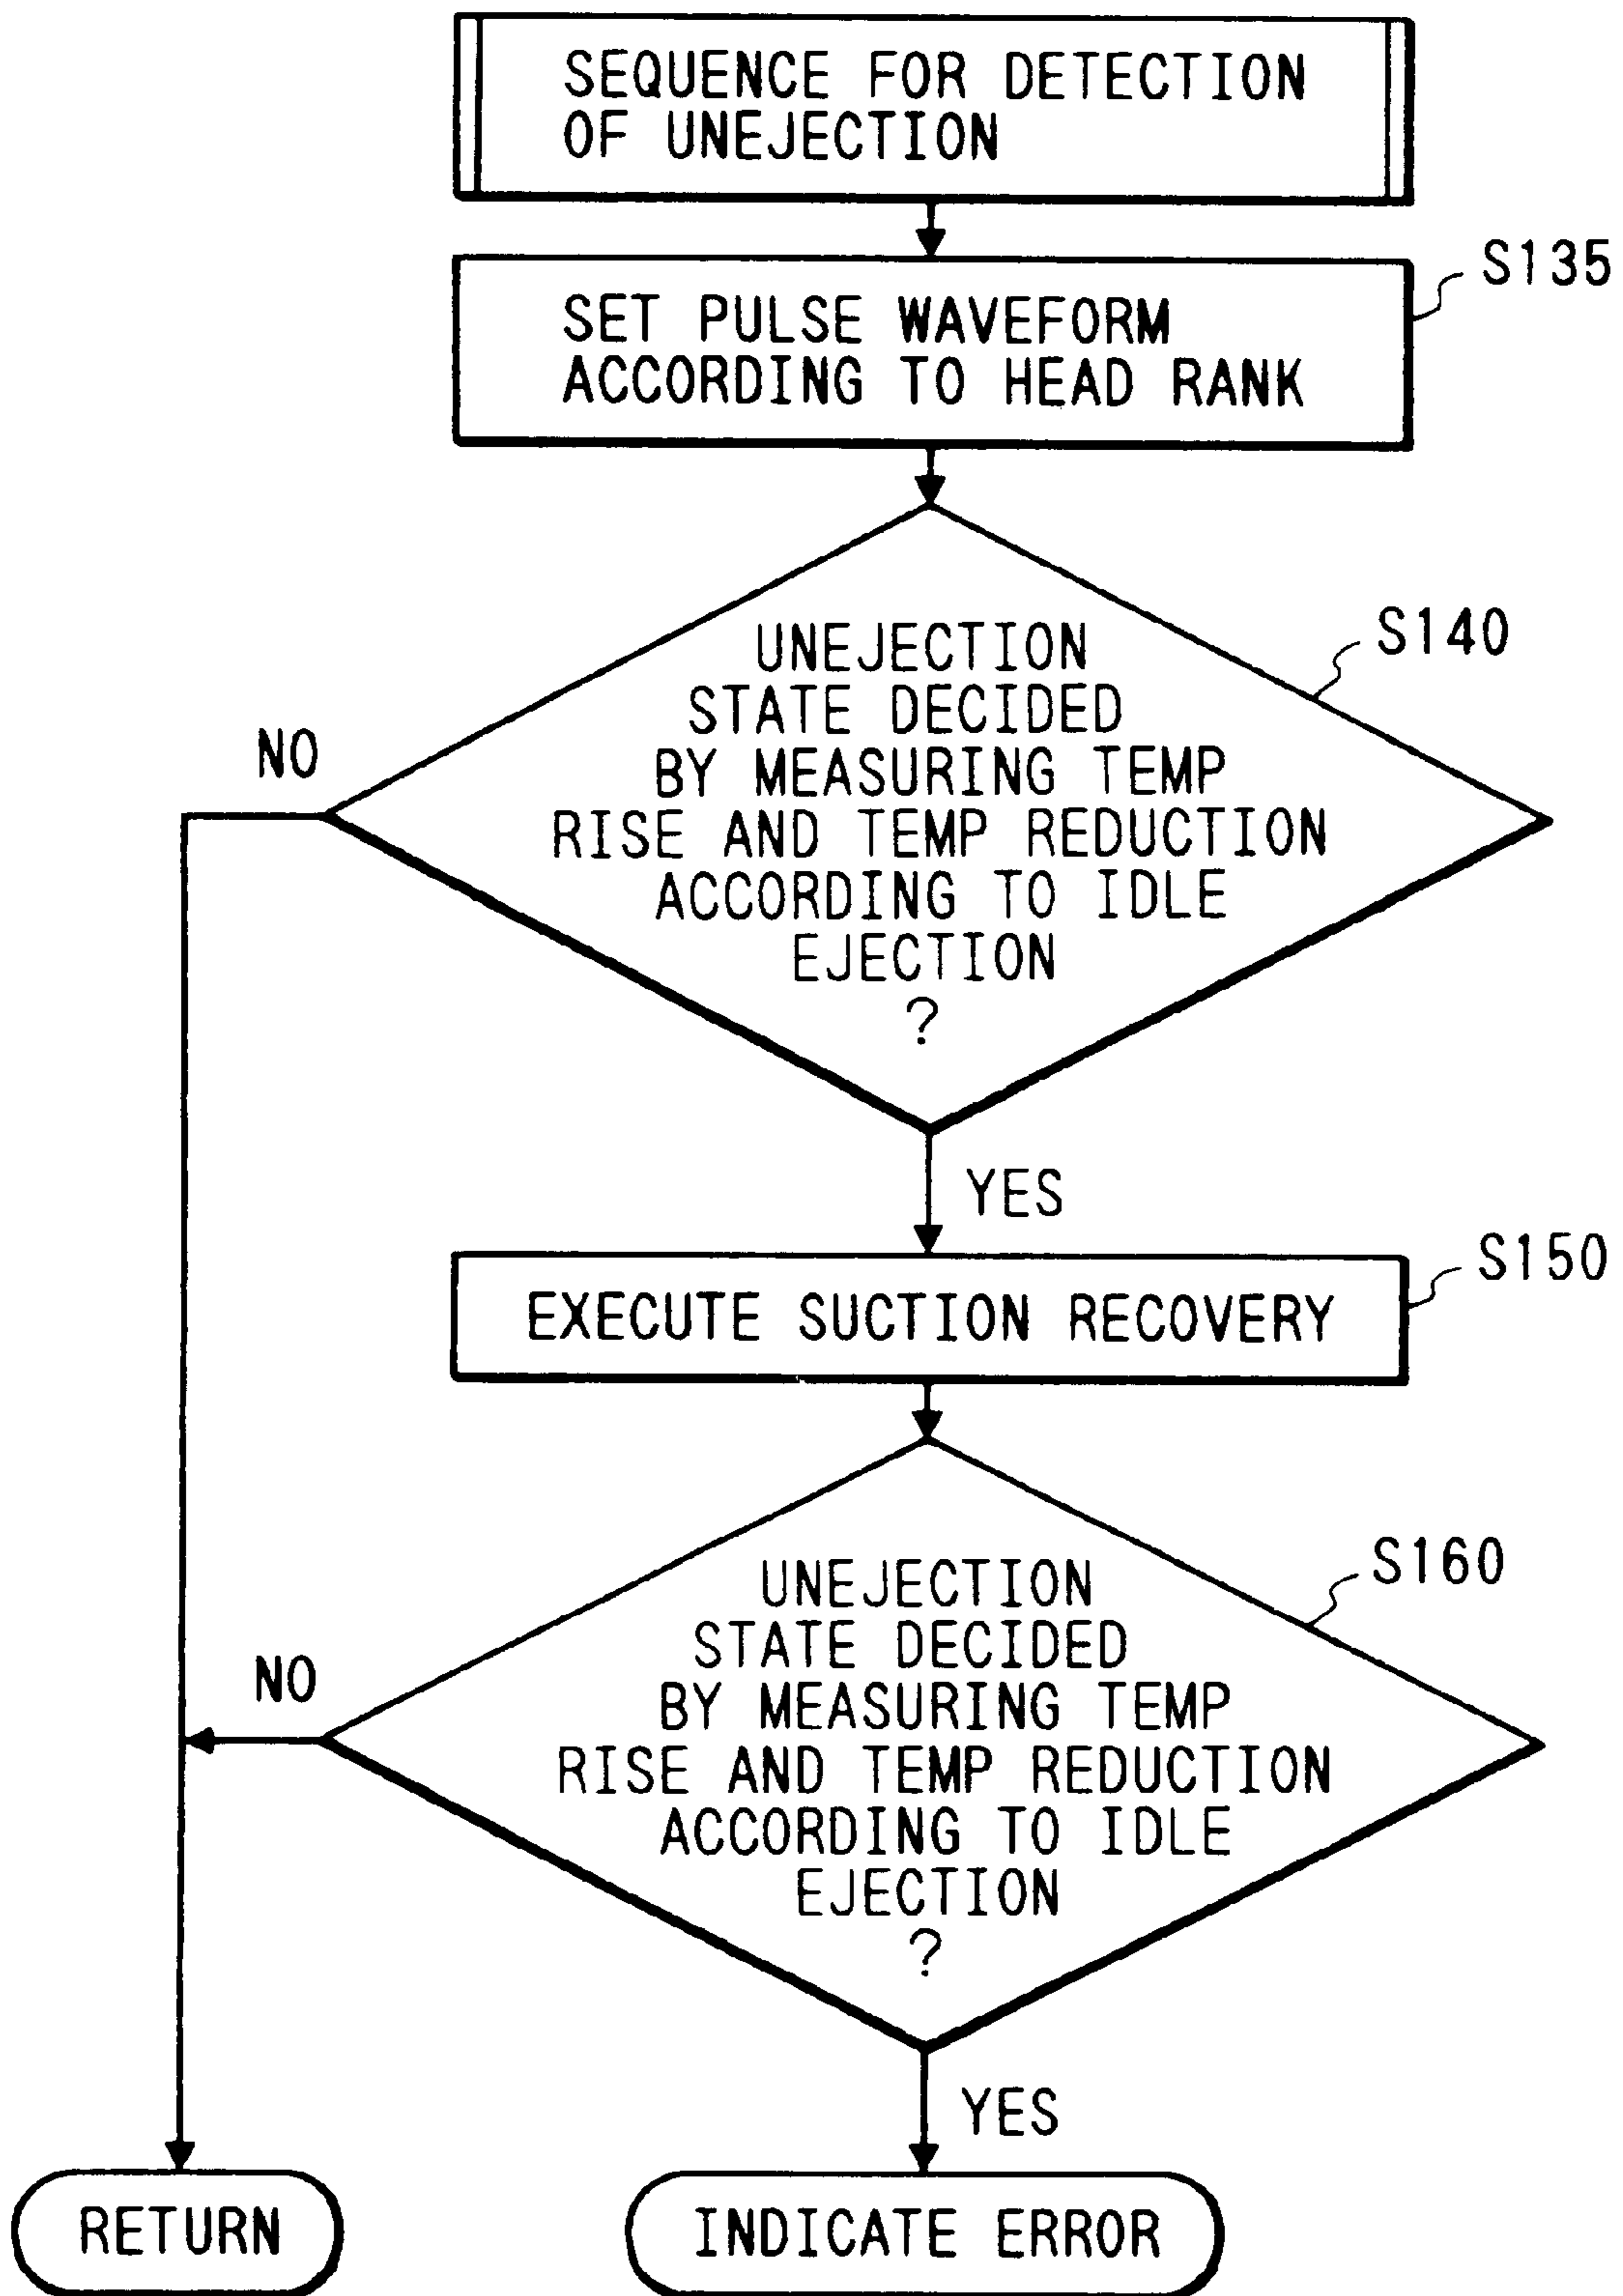 SEQUENCE FOR DETECTION
OF UNEJECTION
S135
SET PULSE WAVEFORM
ACCORDING TO HEAD RANK
S140
UNEJECTION
STATE DECIDED
BY MEASURING TEMP
RISE AND TEMP REDUCTION
ACCORDING TO IDLE
EJECTION
?
NO
YES
S150
EXECUTE SUCTION RECOVERY
S160
UNEJECTION
STATE DECIDED
BY MEASURING TEMP
RISE AND TEMP REDUCTION
ACCORDING TO IDLE
EJECTION
?
NO
YES
RETURN
INDICATE ERROR